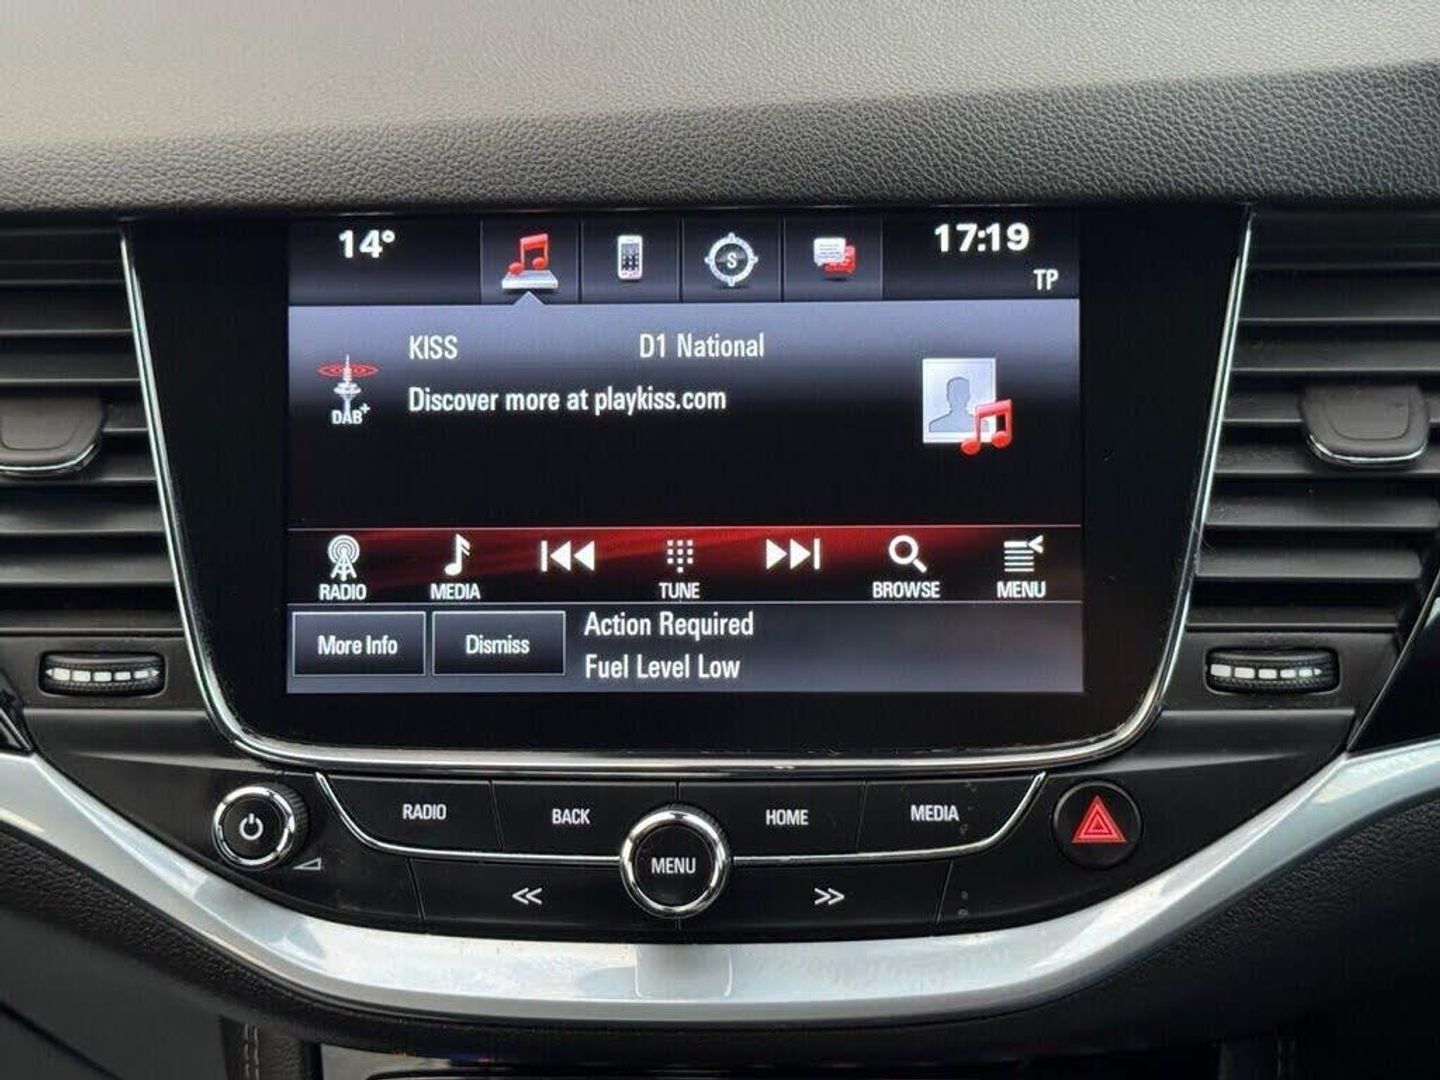 14°
S
17:19
TP
KISS
D1 National
DAB+
Discover more at playkiss.com
RADIO
MEDIA
TUNE
BROWSE
MENU
More Info
Dismiss
Action Required
Fuel Level Low
RADIO
BACK
HOME
MEDIA
MENU